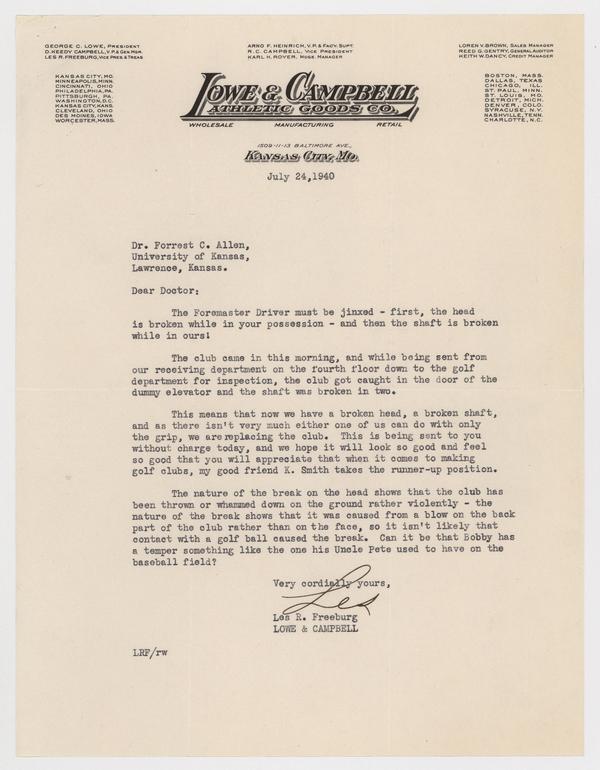 GEORGE C. LOWE, PRESIDENT
D. KEEDY CAMPBELL, V.P. & GEN. MGR.
LES R. FREEBURG, VICE PRES. & TREAS
ARNO F. HEINRICH, V.P. & FACY. SUPT.
R. C. CAMPBELL, VICE PRESIDENT
KARL H. ROVER, MDSE. MANAGER
LOREN V. BROWN, SALES MANAGER
REED G. GENTRY, GENERAL AUDITOR
KEITH W. DANCY, CREDIT MANAGER
KANSAS CITY, MO.
MINNEAPOLIS, MINN.
CINCINNATI, OHIO
PHILADELPHIA, PA.
PITTSBURGH, PA.
WASHINGTON, D.C.
KANSAS CITY, KANS.
CLEVELAND, OHIO
DES MOINES, IOWA
WORCESTER, MASS.
LOWE & CAMPBELL
ATHLETIC GOODS CO.
WHOLESALE MANUFACTURING RETAIL
BOSTON, MASS.
DALLAS, TEXAS
CHICAGO, ILL.
ST. PAUL, MINN.
ST. LOUIS, MO.
DETROIT, MICH.
DENVER, COLO.
SYRACUSE, N.Y.
NASHVILLE, TENN.
CHARLOTTE, N.C.
1509-11-13 BALTIMORE AVE.,
KANSAS CITY, MO.
July 24,1940
Dr. Forrest C. Allen,
University of Kansas,
Lawrence, Kansas.
Dear Doctor:
The Foremaster Driver must be jinxed - first, the head
is broken while in your possession - and then the shaft is broken
while in ours!
The club came in this morning, and while being sent from
our receiving department on the fourth floor down to the golf
department for inspection, the club got caught in the door of the
dummy elevator and the shaft was broken in two.
This means that now we have a broken head, a broken shaft,
and as there isn't very much either one of us can do with only
the grip, we are replacing the club. This is being sent to you
without charge today, and we hope it will look so good and feel
so good that you will appreciate that when it comes to making
golf clubs, my good friend K. Smith takes the runner-up position.
The nature of the break on the head shows that the club has
been thrown or whammed down on the ground rather violently - the
nature of the break shows that it was caused from a blow on the back
part of the club rather than on the face, so it isn't likely that
contact with a golf ball caused the break. Can it be that Bobby has
a temper something like the one his Uncle Pete used to have on the
baseball field?
Very cordially yours,
Les
Les R. Freeburg
LOWE & CAMPBELL
LRF/rw